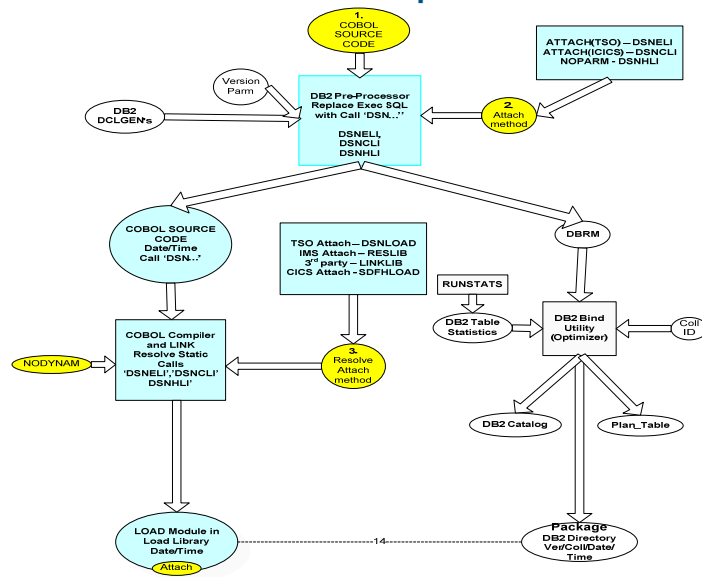 1.
COBOL
SOURCE
CODE
ATTACH(TSO) – DSNELI
ATTACH(ICICS) – DSNCLI
NOPARM - DSNHLI
Version
Parm
DB2
DCLGEN's
DB2 Pre-Processor
Replace Exec SQL
with Call 'DSN...''
DSNELI,
DSNCLI
DSNHLI
2.
Attach
method
COBOL SOURCE
CODE
Date/Time
Call 'DSN...'
TSO Attach – DSNLOAD
IMS Attach – RESLIB
3rd party – LINKLIB
CICS Attach - SDFHLOAD
DBRM
RUNSTATS
DB2 Table
Statistics
DB2 Bind
Utility
(Optimizer)
Coll
ID
NODYNAM
COBOL Compiler
and LINK
Resolve Static
Calls
'DSNELI','DSNCLI'
DSNHLI'
3.
Resolve
Attach
method
DB2 Catalog
Plan_Table
LOAD Module in
Load Library
Date/Time
Attach
14
Package
DB2 Directory
Ver/Coll/Date/
Time